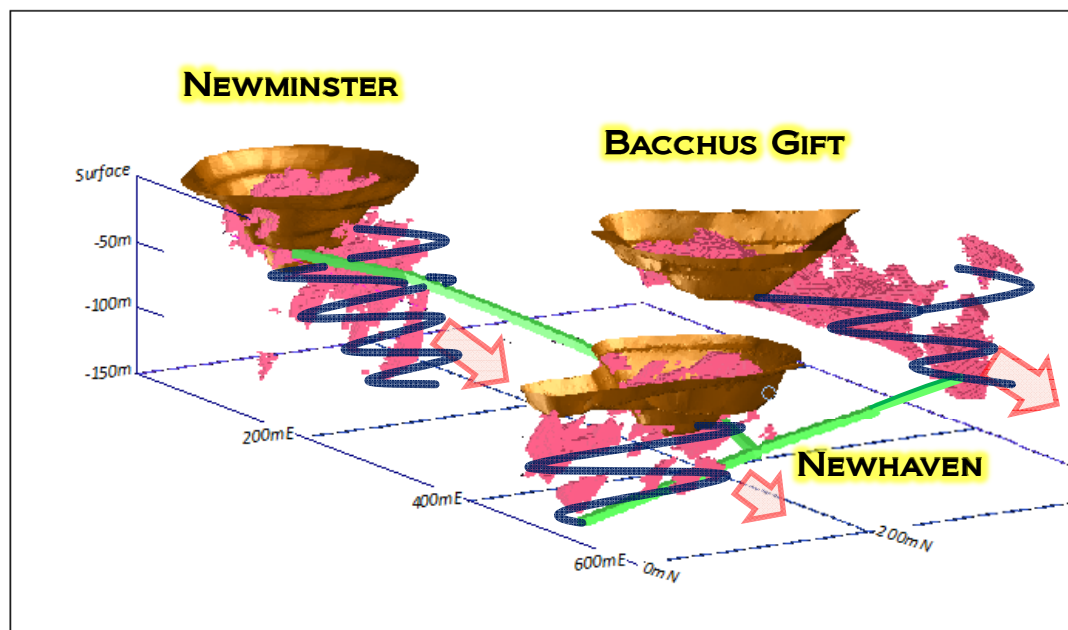 NEWMINSTER
BACCHUS GIFT
Surface
-50m
-100m
-150m
200mE
400mE
NEWHAVEN
600mE
0mN
200mN